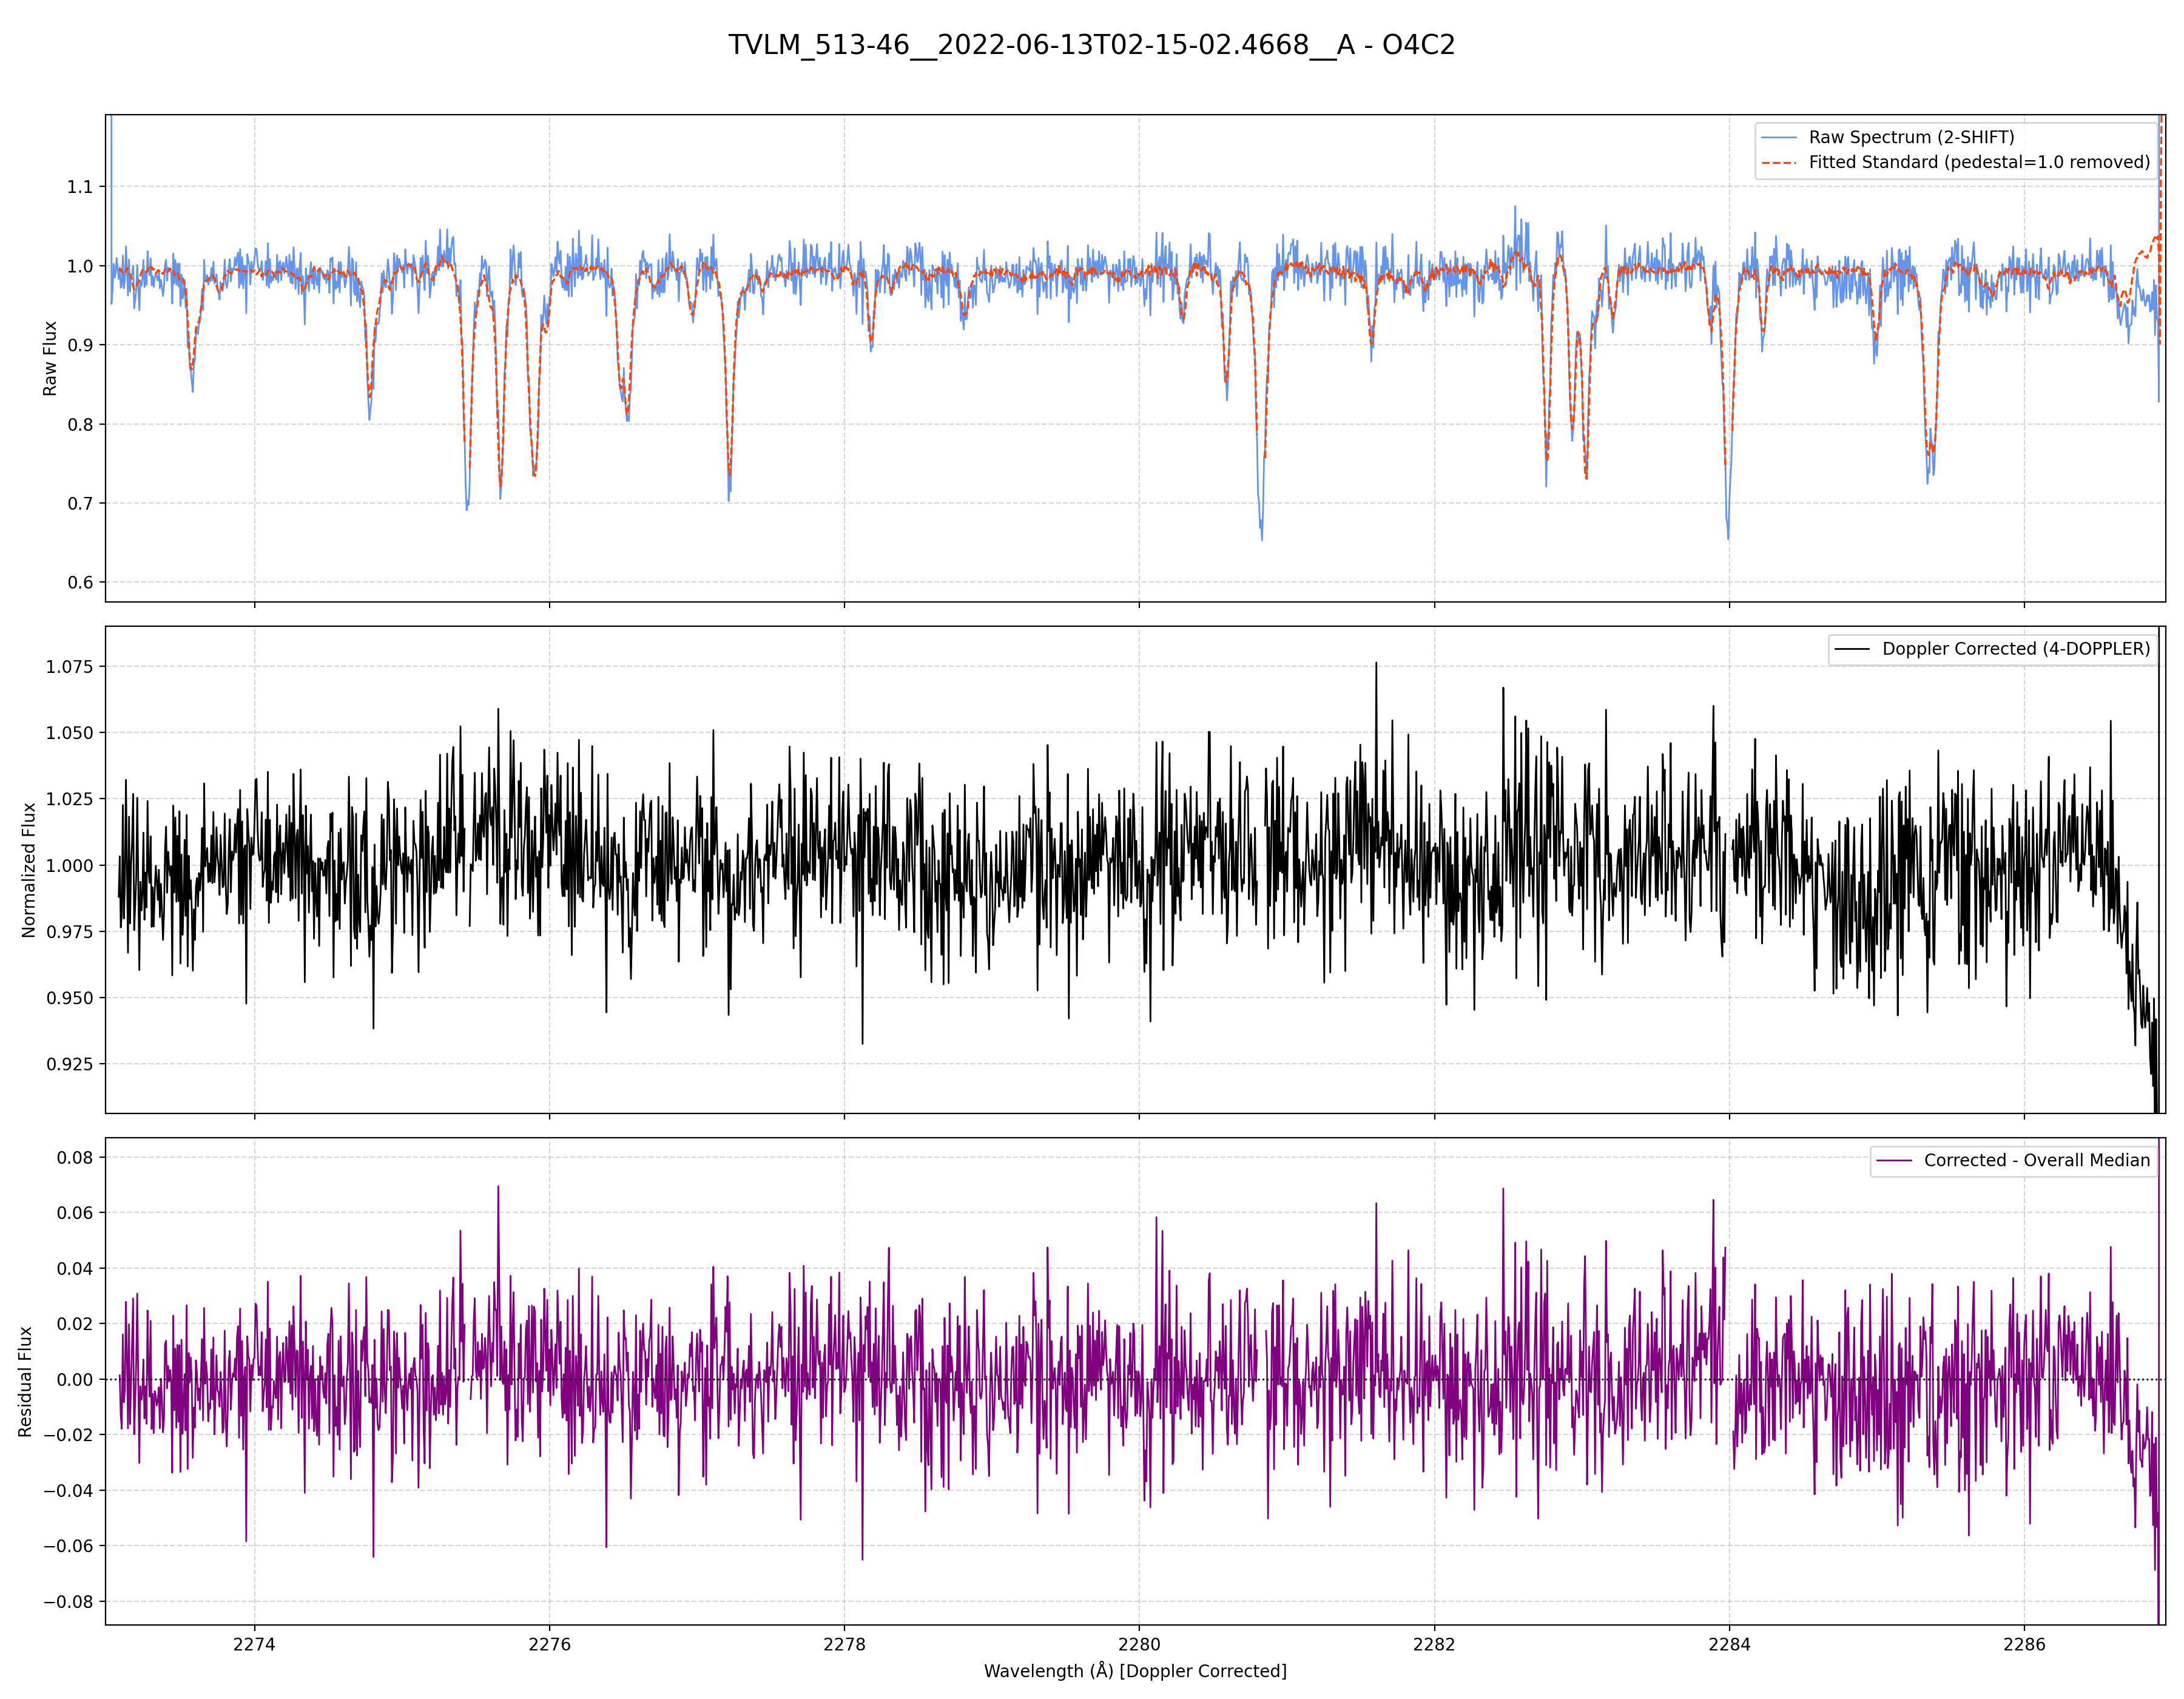 TVLM_513-46__2022-06-13T02-15-02.4668__A - O4C2
Raw Spectrum (2-SHIFT)
Fitted Standard (pedestal=1.0 removed)
1.1
1.0
0.9
0.8
0.7
0.6
Raw Flux
Doppler Corrected (4-DOPPLER)
1.075
1.050
1.025
1.000
0.975
0.950
0.925
Normalized Flux
Corrected - Overall Median
0.08
0.06
0.04
0.02
0.00
−0.02
−0.04
−0.06
−0.08
Residual Flux
2274 2276 2278 2280 2282 2284 2286
Wavelength (Å) [Doppler Corrected]